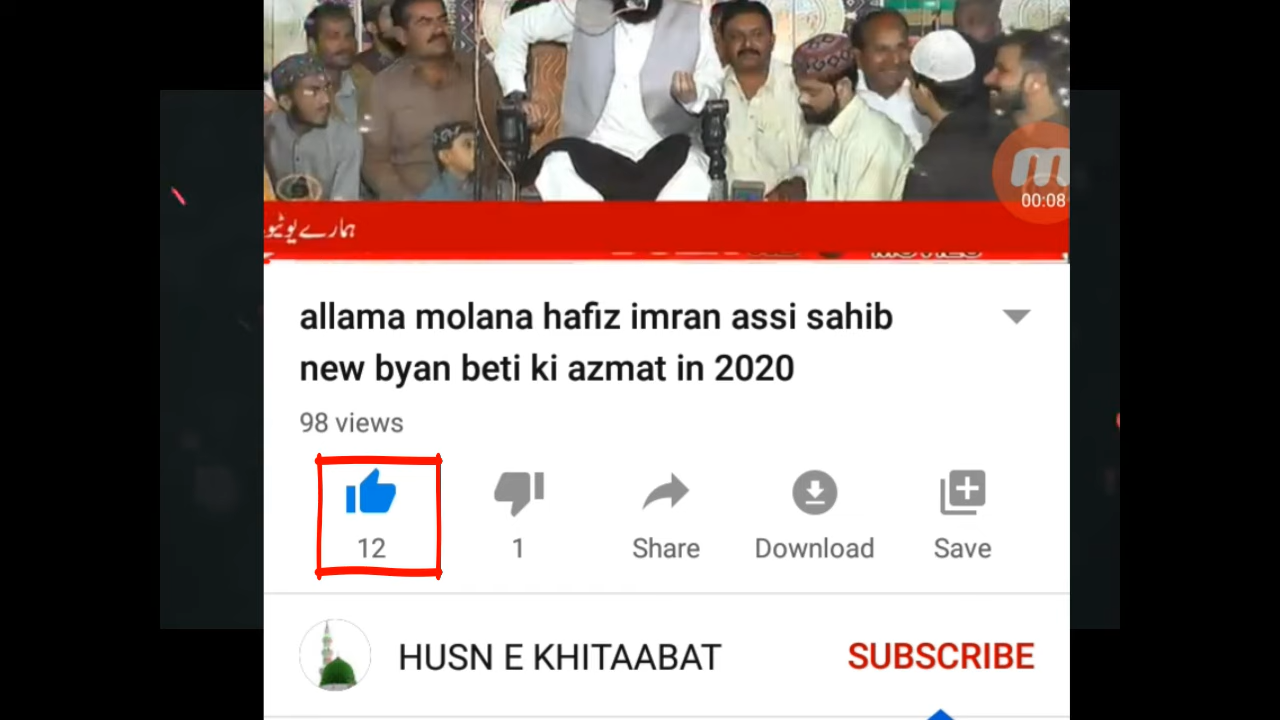 00:08
ہمارے یوٹیو
allama molana hafiz imran assi sahib
new byan beti ki azmat in 2020
98 views
12
1
Share
Download
Save
HUSN E KHITAABAT
SUBSCRIBE